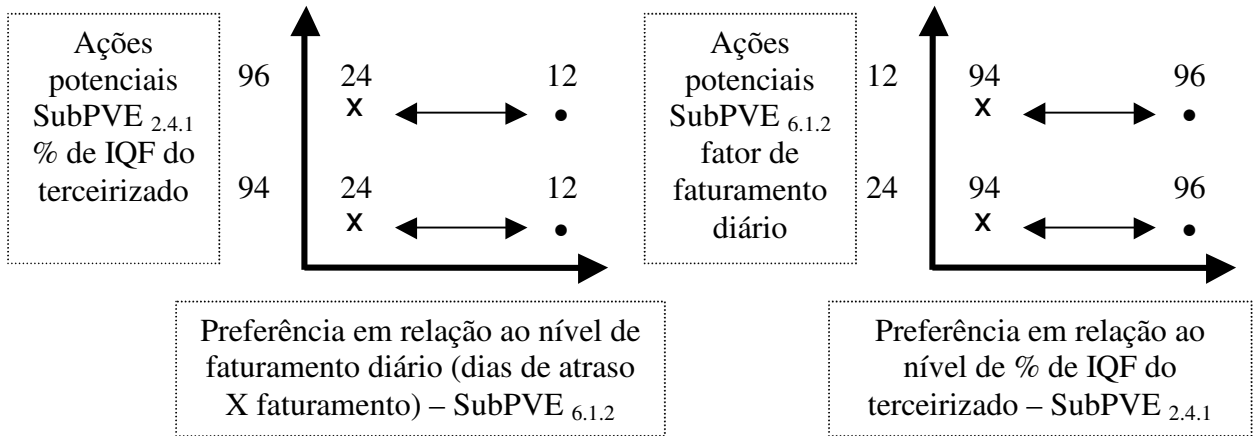 Ações
potenciais
SubPVE 2.4.1
% de IQF do
terceirizado
96
24
12
x
•
94
24
12
x
•
Preferência em relação ao nível de
faturamento diário (dias de atraso
X faturamento) – SubPVE 6.1.2
Ações
potenciais
SubPVE 6.1.2
fator de
faturamento
diário
12
94
96
x
•
24
94
96
x
•
Preferência em relação ao
nível de % de IQF do
terceirizado – SubPVE 2.4.1